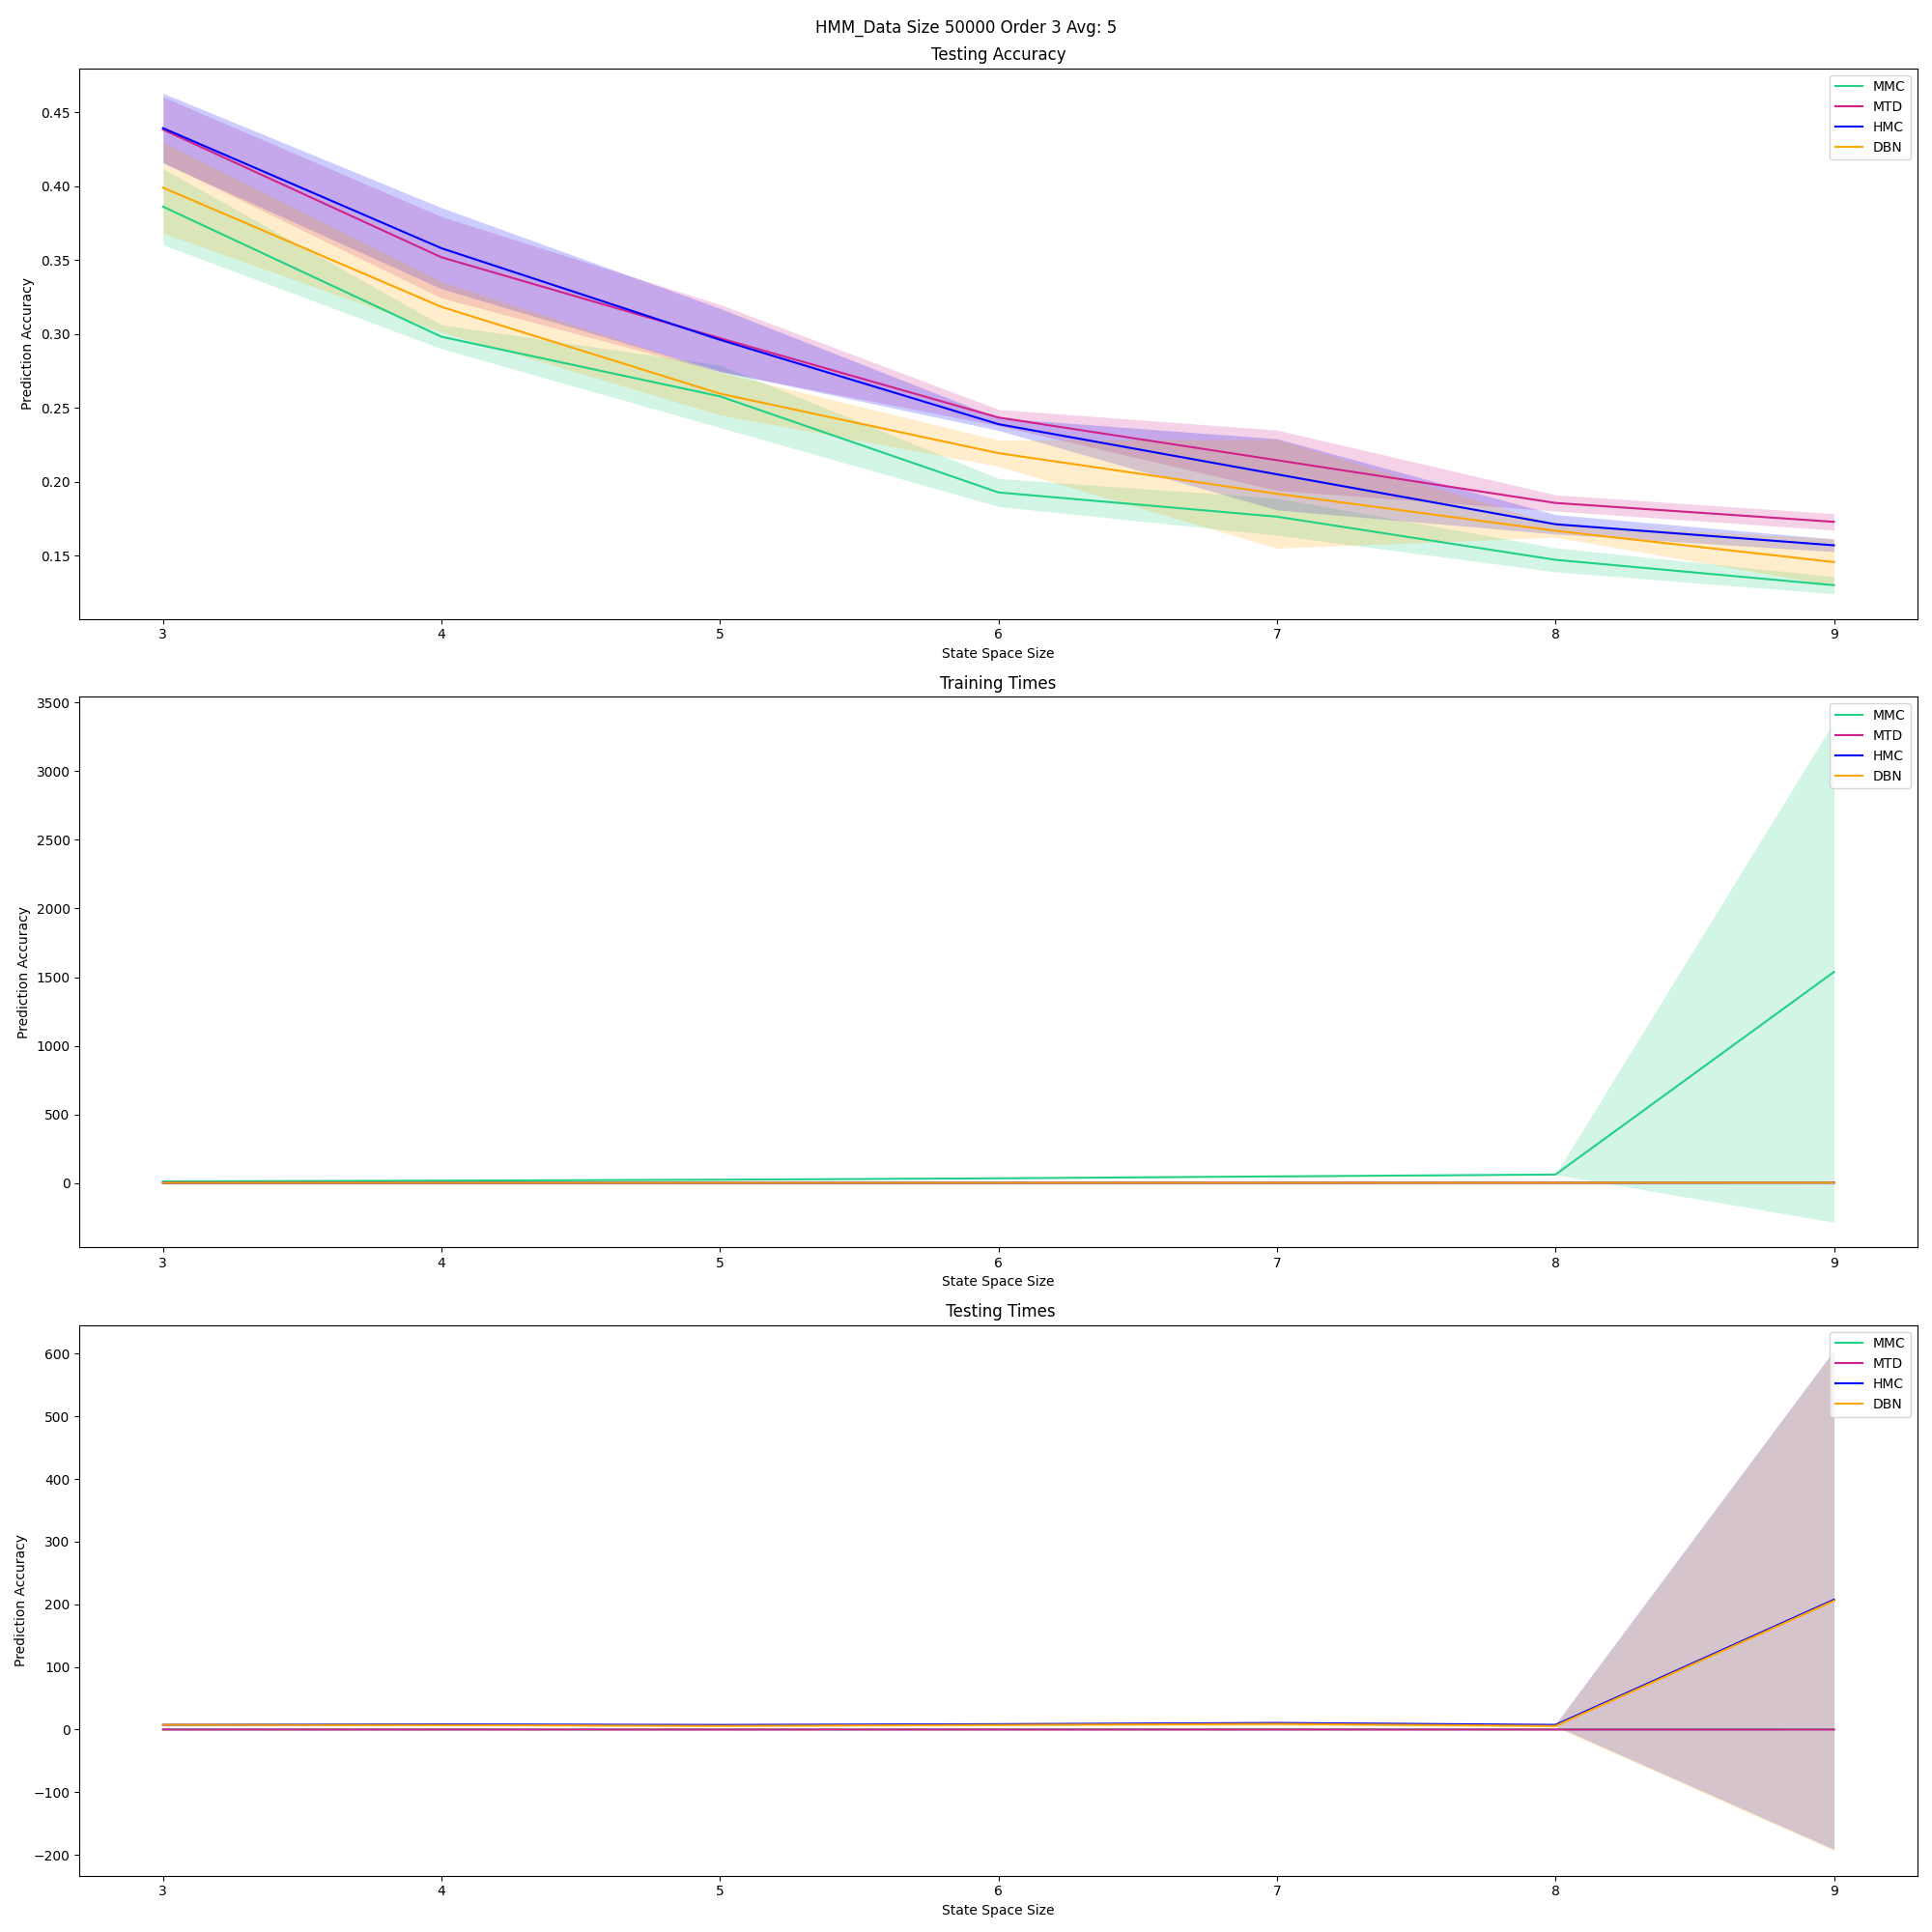 HMM_Data Size 50000 Order 3 Avg: 5
Testing Accuracy
MMC
MTD
HMC
DBN
Prediction Accuracy
0.45
0.40
0.35
0.30
0.25
0.20
0.15
3 4 5 6 7 8 9
State Space Size
Training Times
MMC
MTD
HMC
DBN
Prediction Accuracy
3500
3000
2500
2000
1500
1000
500
0
3 4 5 6 7 8 9
State Space Size
Testing Times
MMC
MTD
HMC
DBN
Prediction Accuracy
600
500
400
300
200
100
0
−100
−200
3 4 5 6 7 8 9
State Space Size